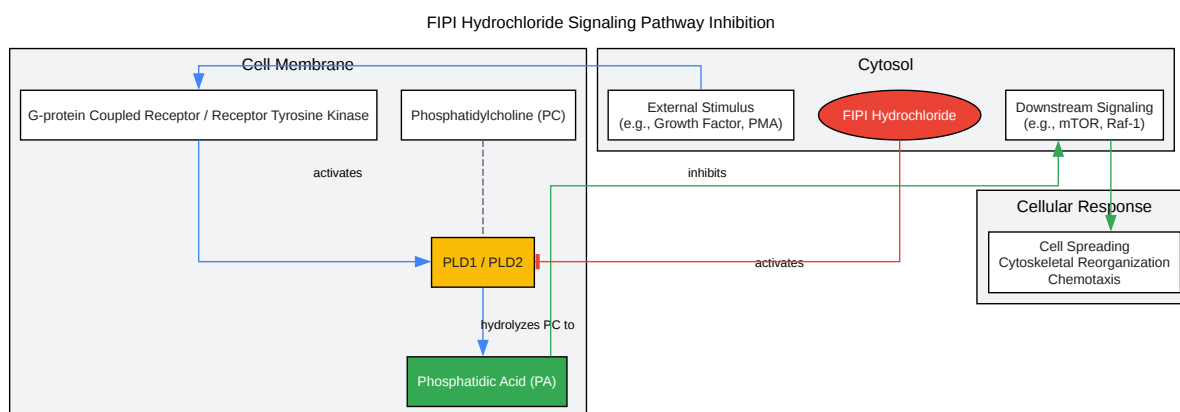 FIPI Hydrochloride Signaling Pathway Inhibition
Cell Membrane
Cytosol
G-protein Coupled Receptor / Receptor Tyrosine Kinase
Phosphatidylcholine (PC)
External Stimulus
(e.g., Growth Factor, PMA)
FIPI Hydrochloride
Downstream Signaling
(e.g., mTOR, Raf-1)
activates
inhibits
Cellular Response
Cell Spreading
Cytoskeletal Reorganization
Chemotaxis
PLD1 / PLD2
activates
hydrolyzes PC to
Phosphatidic Acid (PA)